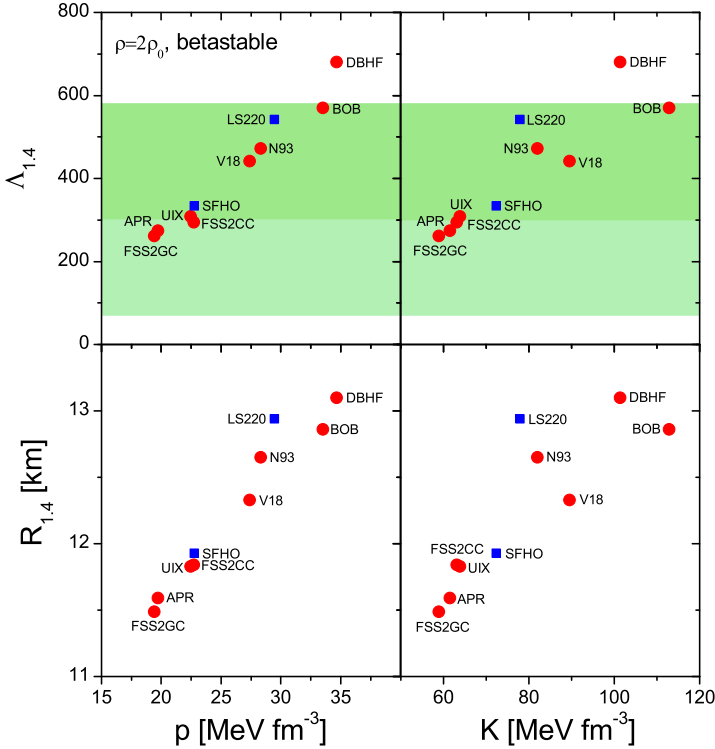 800
600
400
200
0
Λ1.4
ρ=2ρ0, betastable
DBHF
BOB
LS220
N93
V18
SFHO
UIX
FSS2CC
APR
FSS2GC
DBHF
BOB
LS220
N93
V18
SFHO
UIX
APR
FSS2CC
FSS2GC
13
12
11
R1.4 [km]
DBHF
LS220
BOB
N93
V18
SFHO
FSS2CC
UIX
APR
FSS2GC
DBHF
LS220
BOB
N93
V18
FSS2CC
SFHO
UIX
APR
FSS2GC
15 20 25 30 35
60 80 100 120
p [MeV fm-3]
K [MeV fm-3]